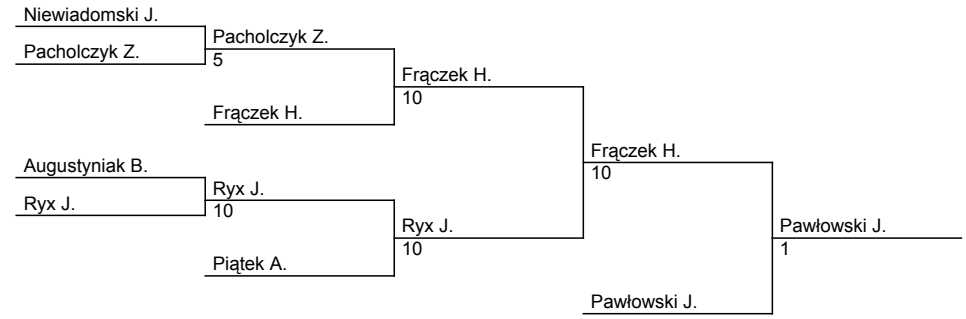 Niewiadomski J.
Pacholczyk Z.
Pacholczyk Z.
5
Frączek H.
10
Frączek H.
Frączek H.
10
Augustyniak B.
Ryx J.
Ryx J.
10
Ryx J.
10
Piątek A.
Pawłowski J.
1
Pawłowski J.